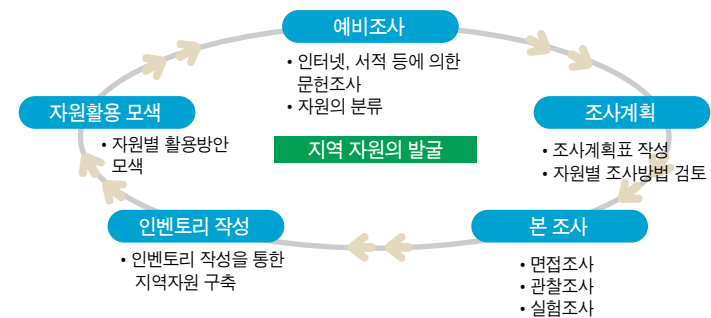 예비조사
• 인터넷, 서적 등에 의한
문헌조사
• 자원의 분류
자원활용 모색
• 자원별 활용방안
모색
지역 자원의 발굴
조사계획
• 조사계획표 작성
• 자원별 조사방법 검토
인벤토리 작성
• 인벤토리 작성을 통한
지역자원 구축
본 조사
• 면접조사
• 관찰조사
• 실험조사